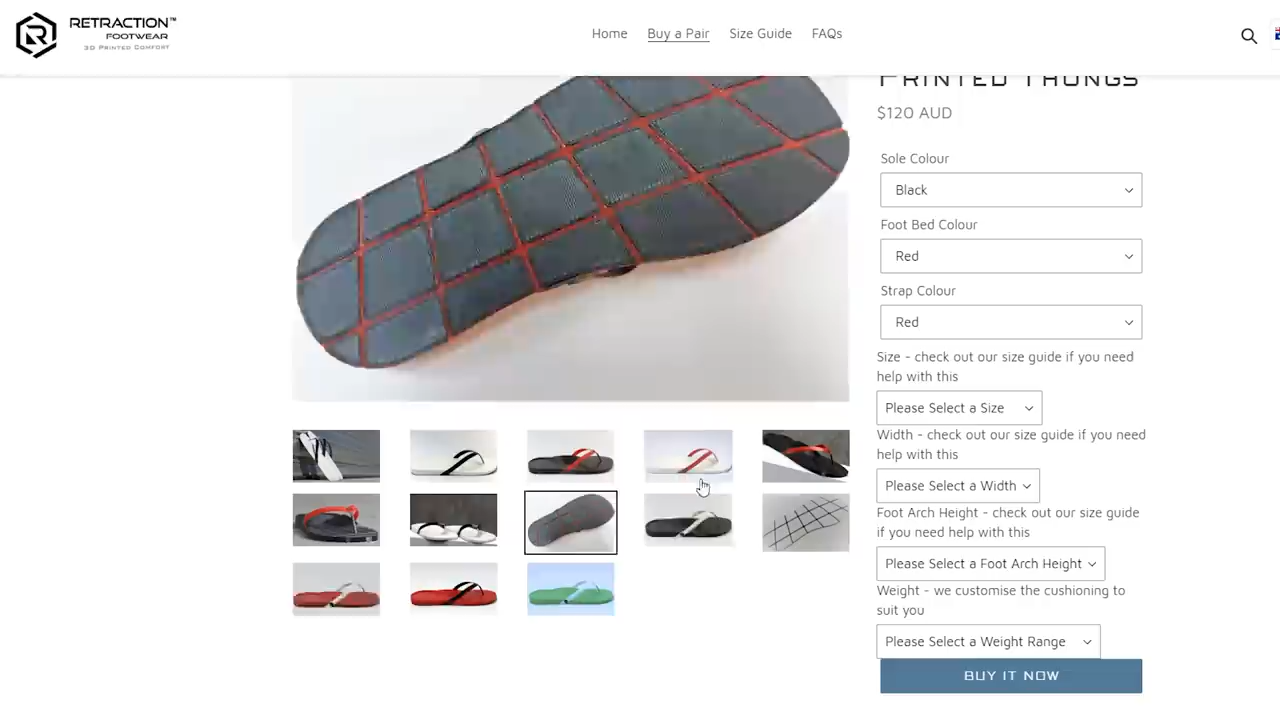 RETRACTION™
FOOTWEAR
3D PRINTED COMFORT
Home
Buy a Pair
Size Guide
FAQs
PRINTED THONGS
$120 AUD
Sole Colour
Black
Foot Bed Colour
Red
Strap Colour
Red
Size - check out our size guide if you need
help with this
Please Select a Size
Width - check out our size guide if you need
help with this
Please Select a Width
Foot Arch Height - check out our size guide
if you need help with this
Please Select a Foot Arch Height
Weight - we customise the cushioning to
suit you
Please Select a Weight Range
BUY IT NOW